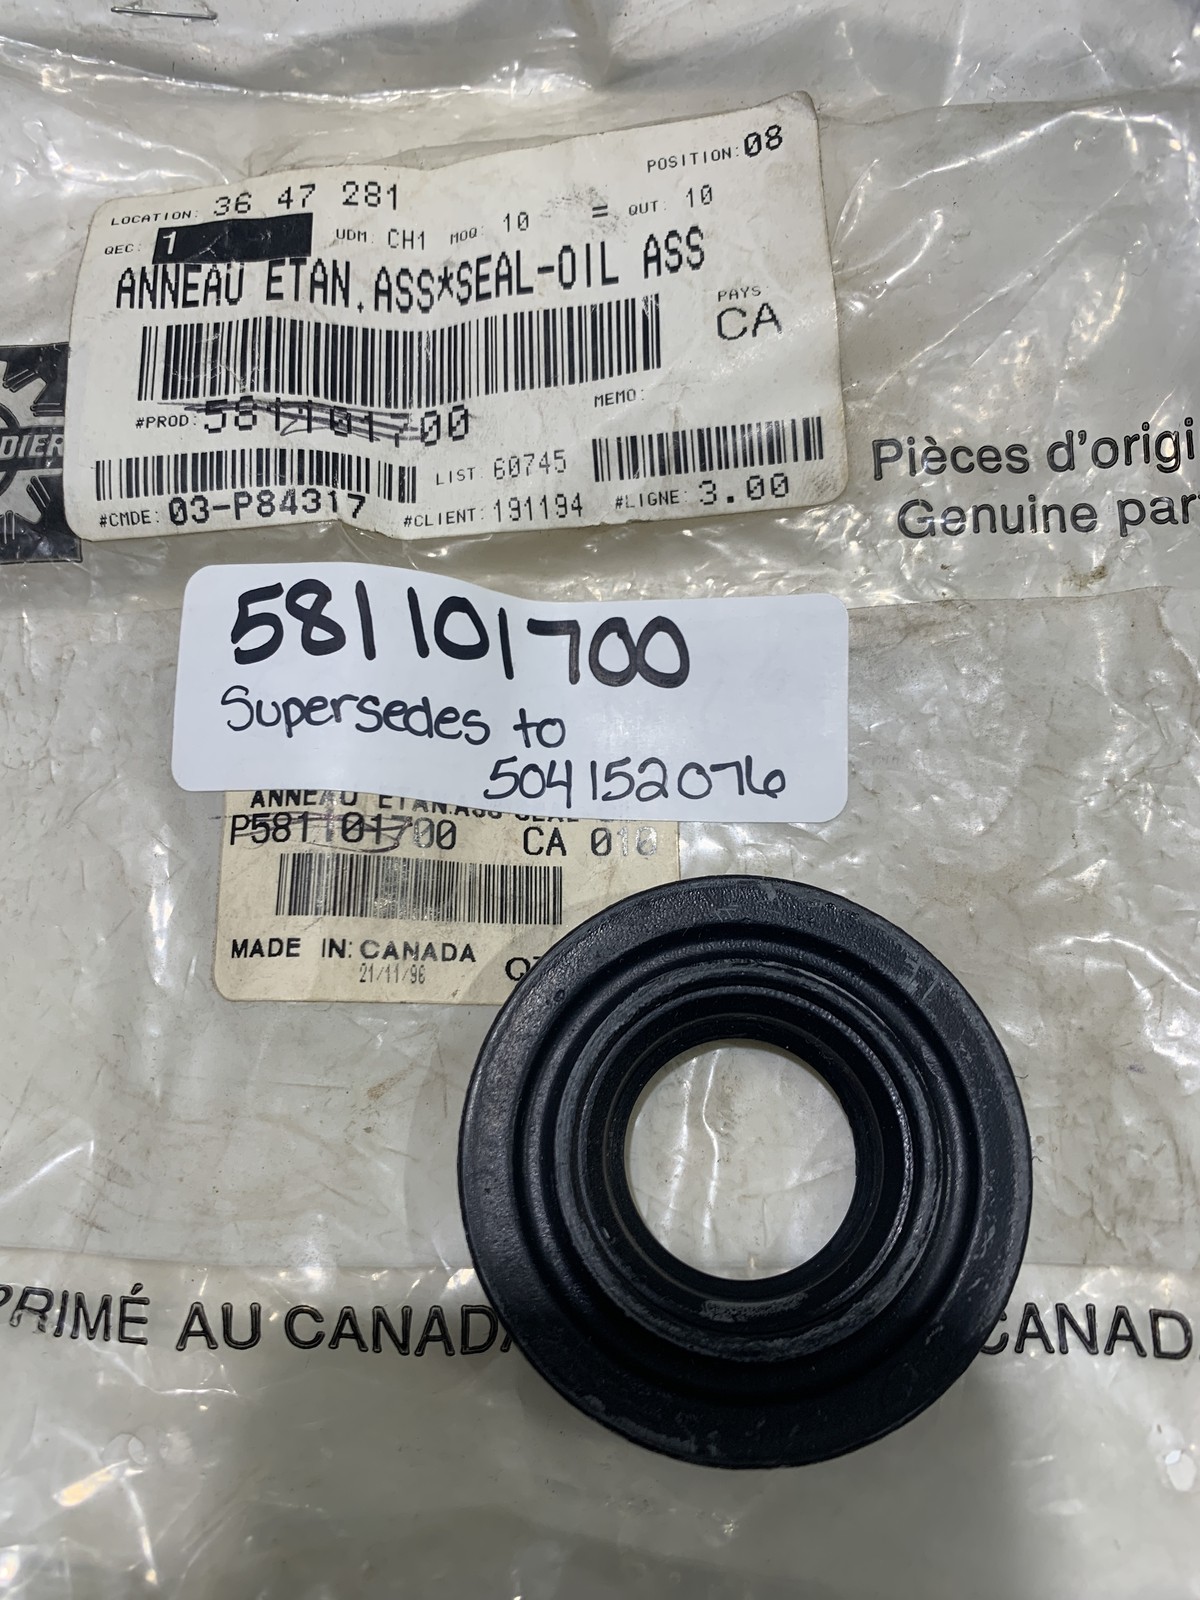 POSITION: 08
LOCATION: 36 47 281
QEC: 1 UDM: CH1 MOQ: 10 = QUT: 10
ANNEAU ETAN.ASS*SEAL-OIL ASS
PAYS
CA
#PROD: 581101700
MEMO:
LIST: 60745
#CMDE: 03-P84317 #CLIENT: 191194 #LIGNE: 3.00
DIER
Pièces d'origi
Genuine par
581101700
Supersedes to
504152076
ANNEAU ETAN.ASS
P581101700 CA 010
MADE IN: CANADA
21/11/96
PRIMÉ AU CANADA CANAD